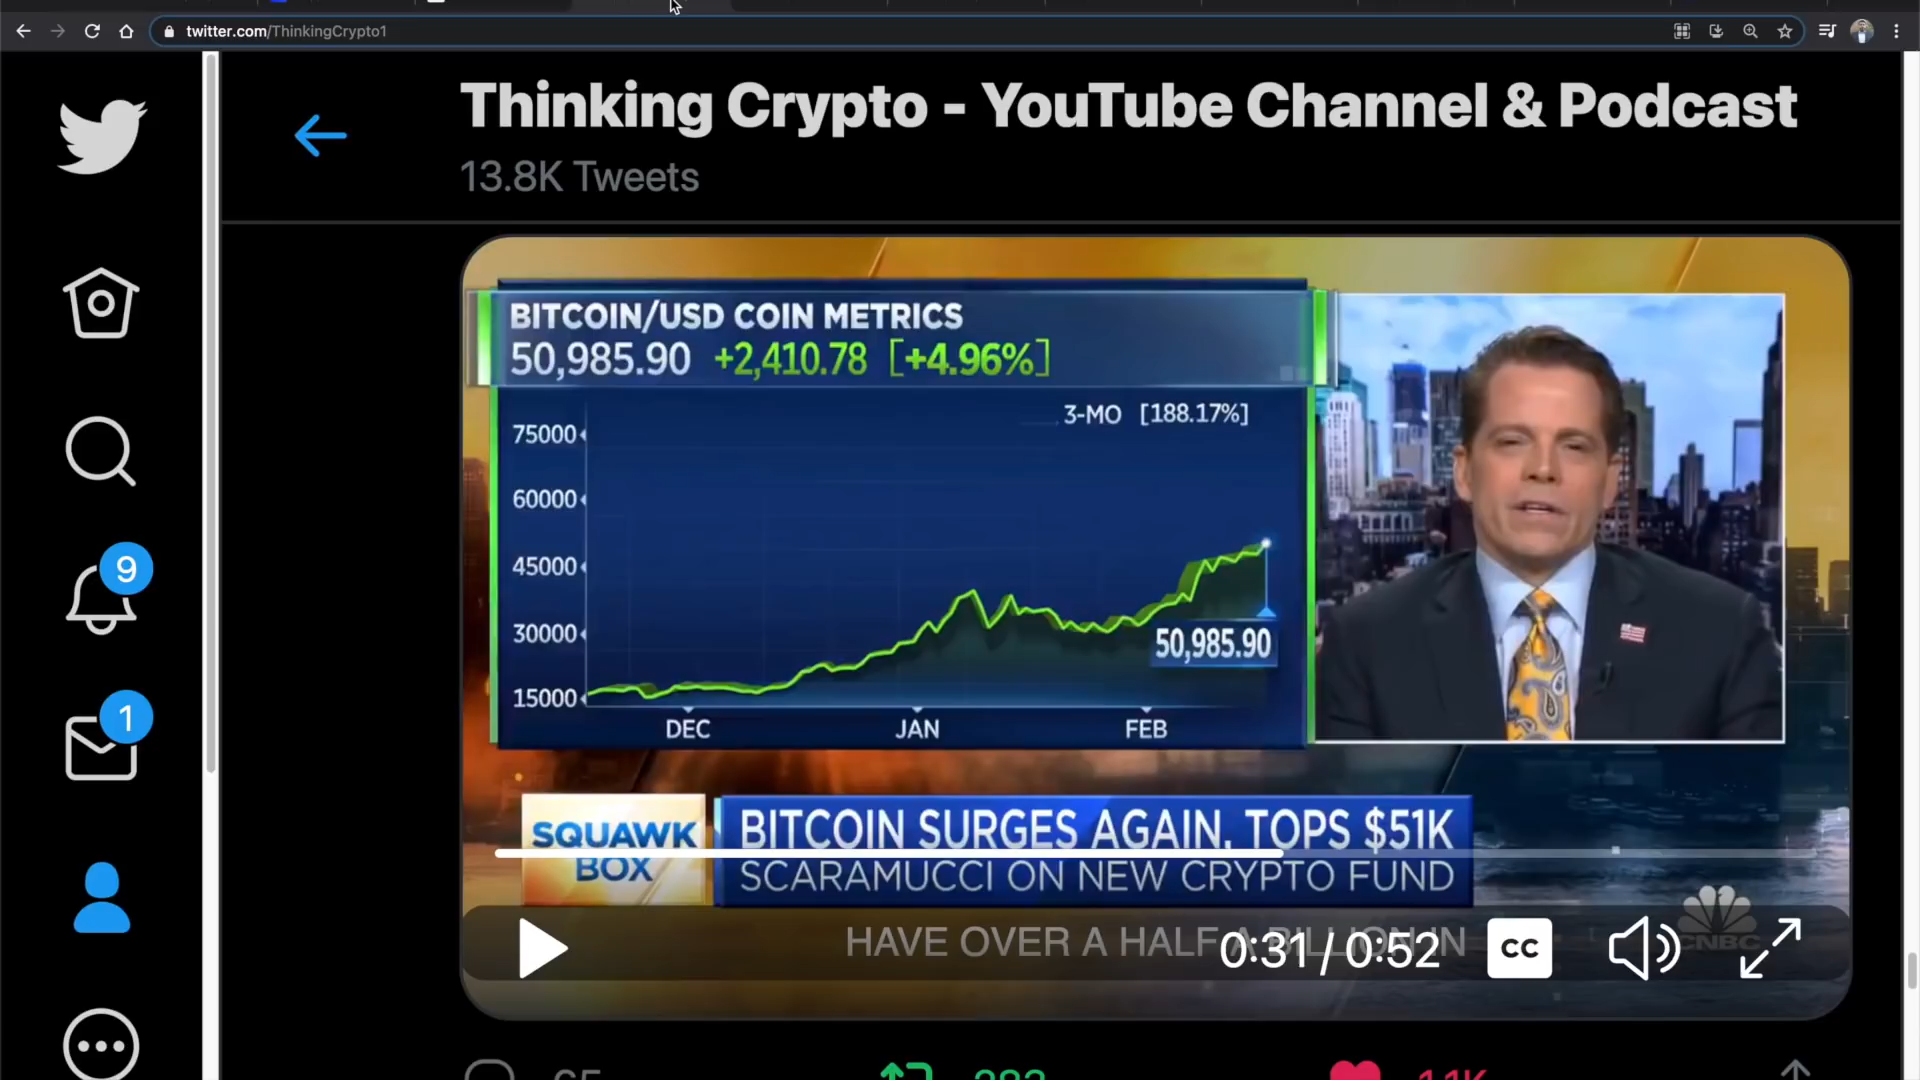 twitter.com/ThinkingCrypto1
Thinking Crypto - YouTube Channel & Podcast
13.8K Tweets
BITCOIN/USD COIN METRICS
50,985.90 +2,410.78 [+4.96%]
3-MO [188.17%]
75000
60000
45000
30000
15000
50,985.90
DEC JAN FEB
9
1
SQUAWK BOX
BITCOIN SURGES AGAIN, TOPS $51K
SCARAMUCCI ON NEW CRYPTO FUND
HAVE OVER A HALF A BILLION IN
0:31 / 0:52
CC
CNBC